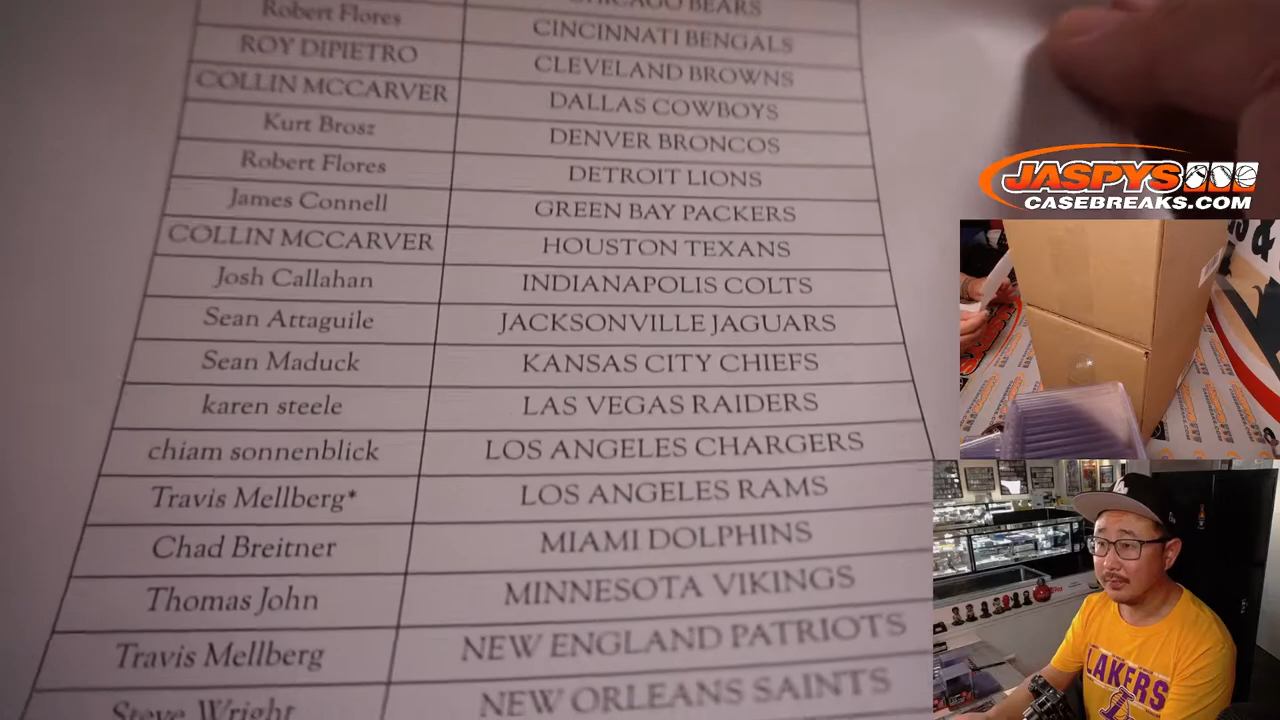 CHICAGO BEARS
Robert Flores CINCINNATI BENGALS
ROY DIPIETRO CLEVELAND BROWNS
COLLIN MCCARVER DALLAS COWBOYS
Kurt Brosz DENVER BRONCOS
Robert Flores DETROIT LIONS
James Connell GREEN BAY PACKERS
COLLIN MCCARVER HOUSTON TEXANS
Josh Callahan INDIANAPOLIS COLTS
Sean Attaguile JACKSONVILLE JAGUARS
Sean Maduck KANSAS CITY CHIEFS
karen steele LAS VEGAS RAIDERS
chiam sonnenblick LOS ANGELES CHARGERS
Travis Mellberg* LOS ANGELES RAMS
Chad Breitner MIAMI DOLPHINS
Thomas John MINNESOTA VIKINGS
Travis Mellberg NEW ENGLAND PATRIOTS
Steve Wright NEW ORLEANS SAINTS
JASPYS
CASEBREAKS.COM
LA
LAKERS